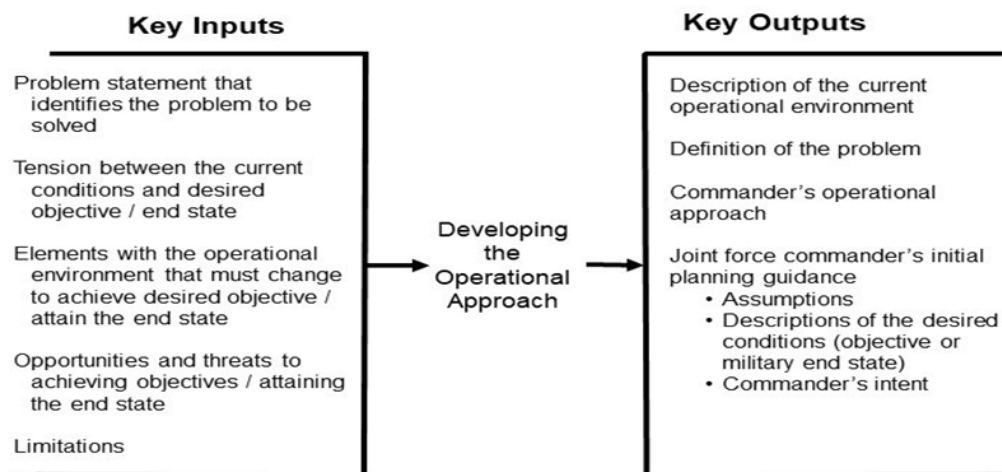 Key Inputs
Problem statement that
identifies the problem to be
solved
Tension between the current
conditions and desired
objective / end state
Elements with the operational
environment that must change
to achieve desired objective /
attain the end state
Opportunities and threats to
achieving objectives / attaining
the end state
Limitations
Developing
the
Operational
Approach
Key Outputs
Description of the current
operational environment
Definition of the problem
Commander's operational
approach
Joint force commander's initial
planning guidance
• Assumptions
• Descriptions of the desired
conditions (objective or
military end state)
• Commander's intent